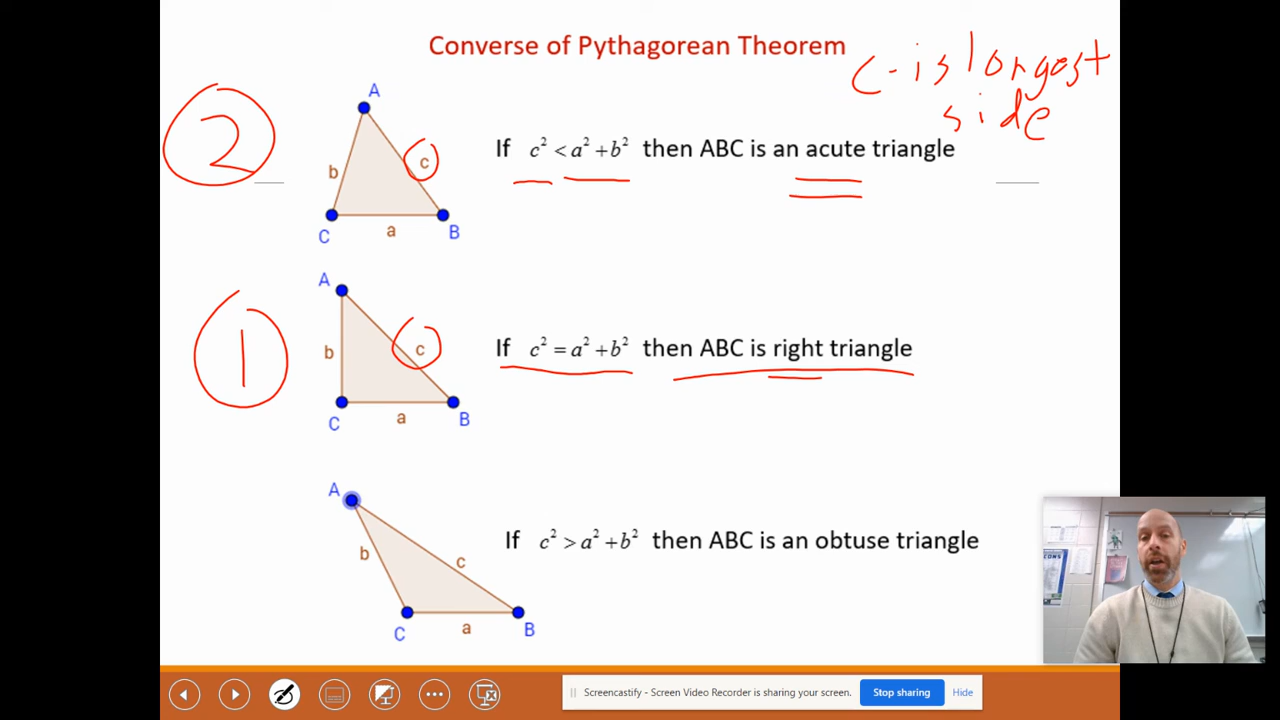 Converse of Pythagorean Theorem
c - is longest
side
2
A
b
c
C
a
B
If c² < a² + b² then ABC is an acute triangle
1
A
b
c
C
a
B
If c² = a² + b² then ABC is right triangle
A
b
c
C
a
B
If c² > a² + b² then ABC is an obtuse triangle
Screencastify - Screen Video Recorder is sharing your screen.
Stop sharing
Hide